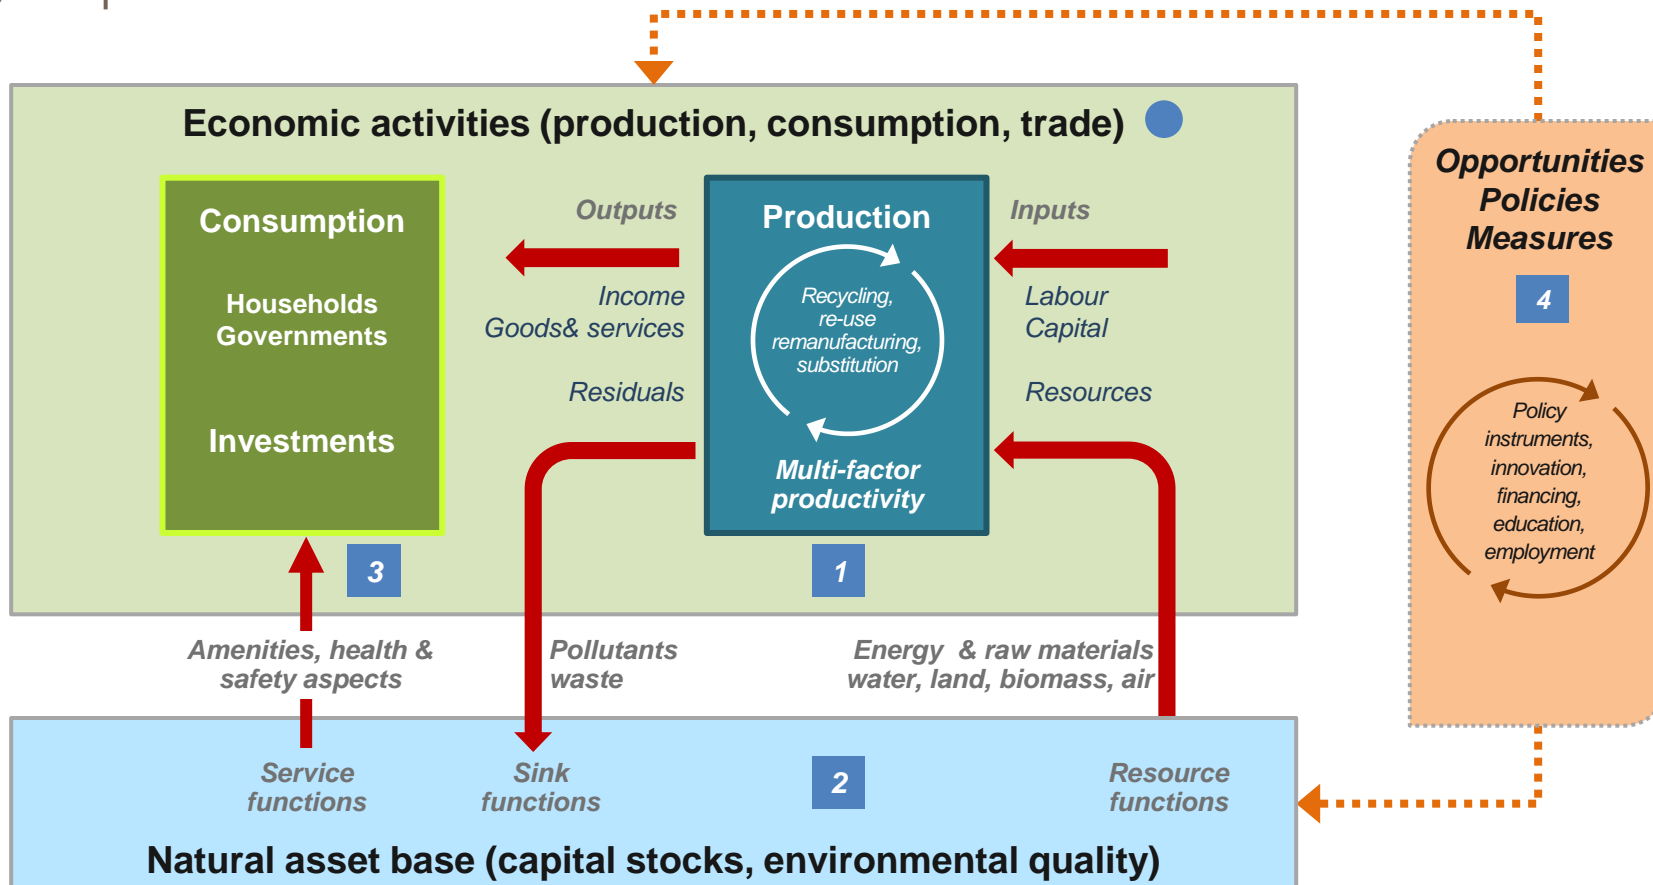 Economic activities (production, consumption, trade)
Consumption
Households
Governments
Investments
3
Outputs
Income
Goods& services
Residuals
Production
Recycling,
re-use
remanufacturing,
substitution
Multi-factor
productivity
1
Inputs
Labour
Capital
Resources
Opportunities
Policies
Measures
4
Policy
instruments,
innovation,
financing,
education,
employment
Amenities, health &
safety aspects
Pollutants
waste
Energy & raw materials
water, land, biomass, air
Service
functions
Sink
functions
2
Resource
functions
Natural asset base (capital stocks, environmental quality)